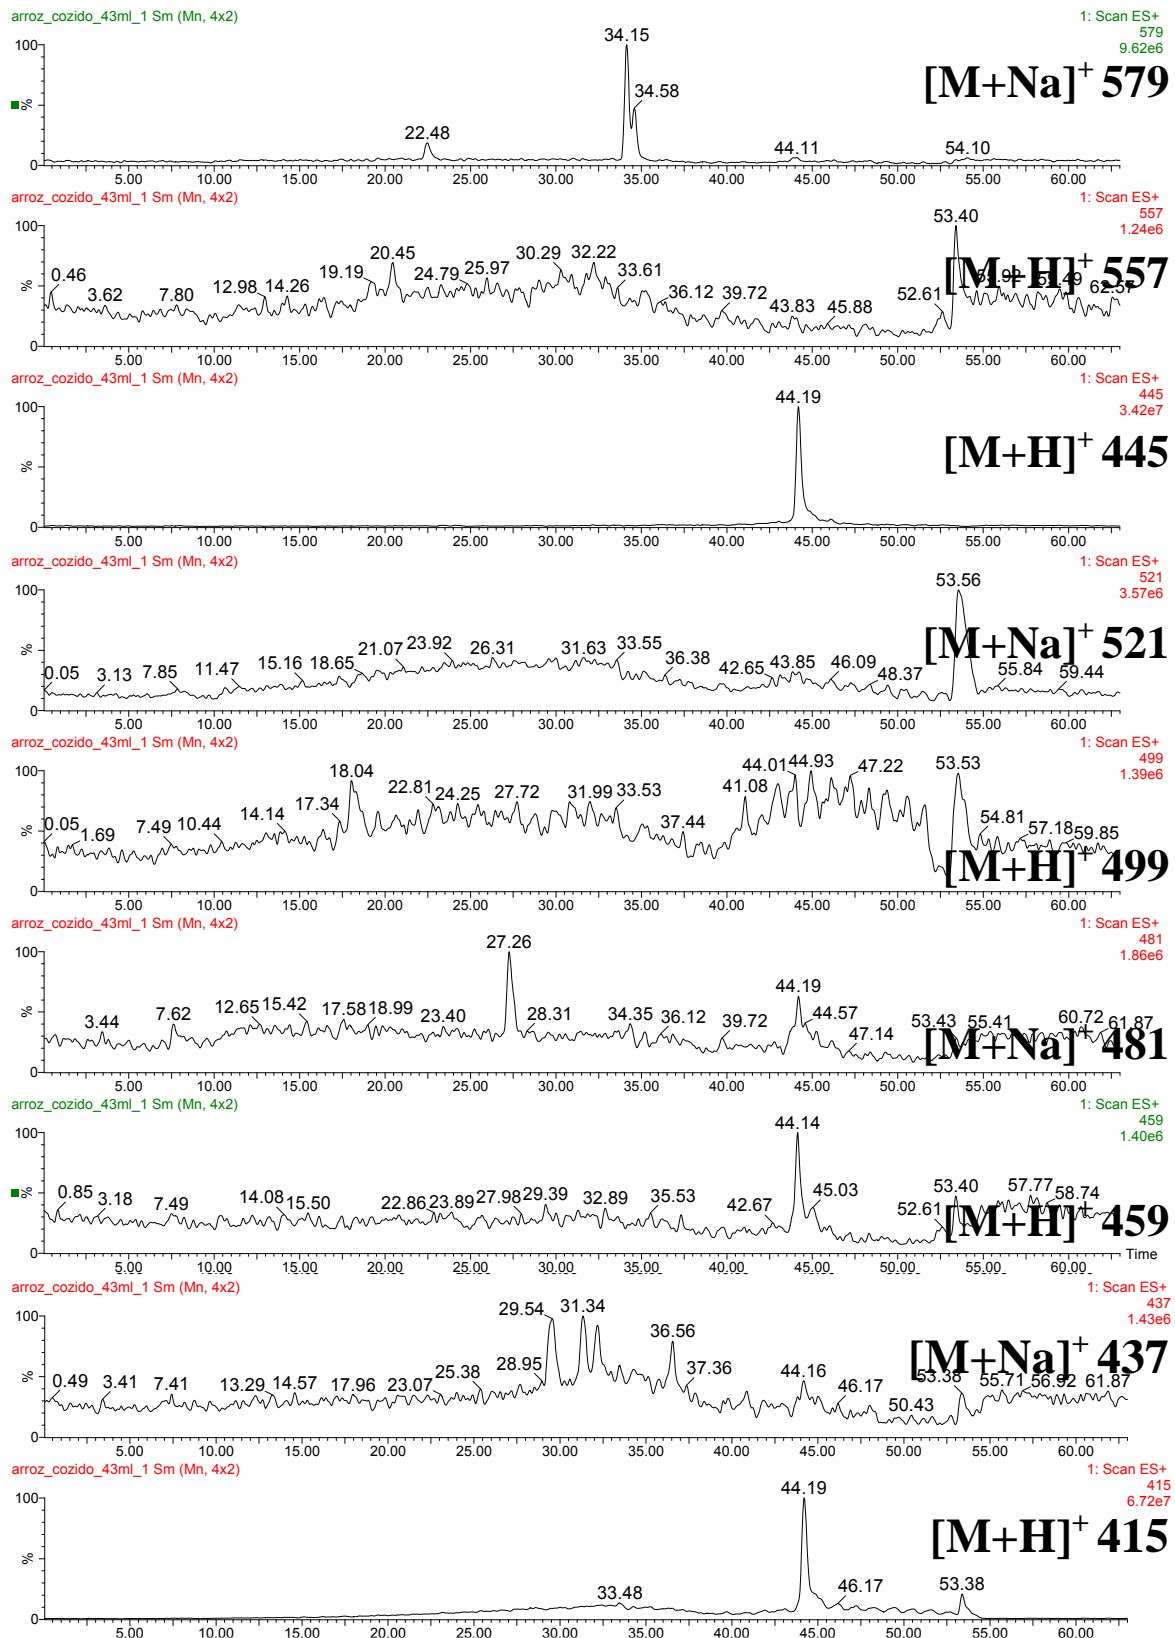 arroz_cozido_43ml_1 Sm (Mn, 4x2)
1: Scan ES+
579
9.62e6
[M+Na]+ 579
100
%
0
34.15
34.58
22.48
44.11
54.10
5.00 10.00 15.00 20.00 25.00 30.00 35.00 40.00 45.00 50.00 55.00 60.00
arroz_cozido_43ml_1 Sm (Mn, 4x2)
1: Scan ES+
557
1.24e6
[M+H]+ 557
100
%
0
0.46 3.62 7.80 12.98 14.26 19.19 20.45 24.79 25.97 30.29 32.22 33.61 36.12 39.72 43.83 45.88 52.61 53.40 62.57
5.00 10.00 15.00 20.00 25.00 30.00 35.00 40.00 45.00 50.00 55.00 60.00
arroz_cozido_43ml_1 Sm (Mn, 4x2)
1: Scan ES+
445
3.42e7
[M+H]+ 445
100
%
0
44.19
5.00 10.00 15.00 20.00 25.00 30.00 35.00 40.00 45.00 50.00 55.00 60.00
arroz_cozido_43ml_1 Sm (Mn, 4x2)
1: Scan ES+
521
3.57e6
[M+Na]+ 521
100
%
0
0.05 3.13 7.85 11.47 15.16 18.65 21.07 23.92 26.31 31.63 33.55 36.38 42.65 43.85 46.09 48.37 53.56 55.84 59.44
5.00 10.00 15.00 20.00 25.00 30.00 35.00 40.00 45.00 50.00 55.00 60.00
arroz_cozido_43ml_1 Sm (Mn, 4x2)
1: Scan ES+
499
1.39e6
[M+H]+ 499
100
%
0
0.05 1.69 7.49 10.44 14.14 17.34 18.04 22.81 24.25 27.72 31.99 33.53 37.44 41.08 44.01 44.93 47.22 53.53 54.81 57.18 59.85
5.00 10.00 15.00 20.00 25.00 30.00 35.00 40.00 45.00 50.00 55.00 60.00
arroz_cozido_43ml_1 Sm (Mn, 4x2)
1: Scan ES+
481
1.86e6
[M+Na]+ 481
100
%
0
3.44 7.62 12.65 15.42 17.58 18.99 23.40 27.26 28.31 34.35 36.12 39.72 44.19 44.57 47.14 53.43 55.41 60.72 61.87
5.00 10.00 15.00 20.00 25.00 30.00 35.00 40.00 45.00 50.00 55.00 60.00
arroz_cozido_43ml_1 Sm (Mn, 4x2)
1: Scan ES+
459
1.40e6
[M+H]+ 459
100
%
0
0.85 3.18 7.49 14.08 15.50 22.86 23.89 27.98 29.39 32.89 35.53 42.67 44.14 45.03 52.61 53.40 57.77 58.74
Time
arroz_cozido_43ml_1 Sm (Mn, 4x2)
1: Scan ES+
437
1.43e6
[M+Na]+ 437
100
%
0
0.49 3.41 7.41 13.29 14.57 17.96 23.07 25.38 28.95 29.54 31.34 36.56 37.36 44.16 46.17 50.43 53.38 55.71 56.92 61.87
5.00 10.00 15.00 20.00 25.00 30.00 35.00 40.00 45.00 50.00 55.00 60.00
arroz_cozido_43ml_1 Sm (Mn, 4x2)
1: Scan ES+
415
6.72e7
[M+H]+ 415
100
%
0
33.48
44.19
46.17
53.38
5.00 10.00 15.00 20.00 25.00 30.00 35.00 40.00 45.00 50.00 55.00 60.00